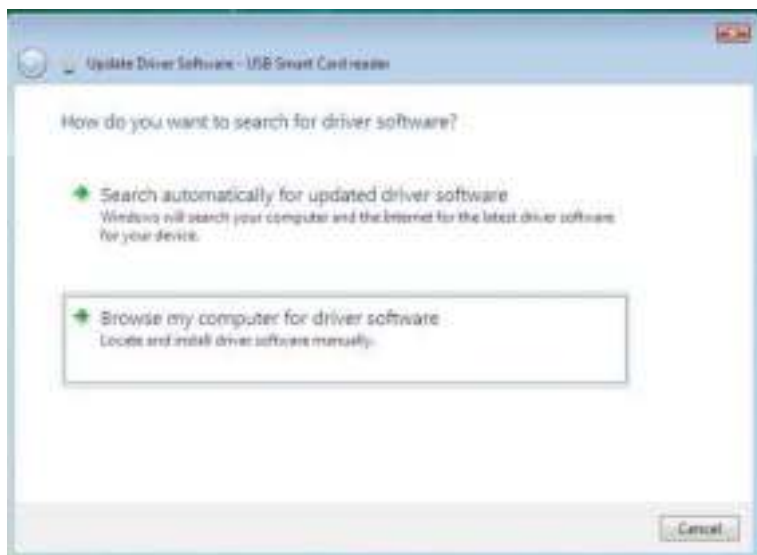 Update Driver Software - USB Smart Card reader
How do you want to search for driver software?
Search automatically for updated driver software
Windows will search your computer and the Internet for the latest driver software
for your device.
Browse my computer for driver software
Locate and install driver software manually.
Cancel